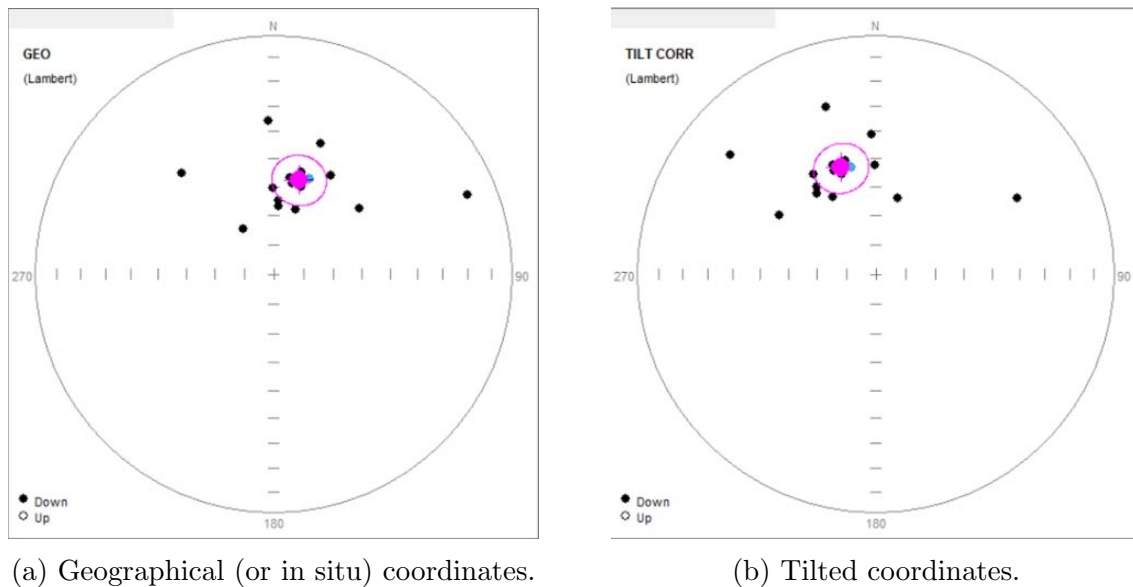 GEO
(Lambert)
N
270
90
180
Down
Up
TILT CORR
(Lambert)
N
270
90
180
Down
Up
(a) Geographical (or in situ) coordinates.
(b) Tilted coordinates.